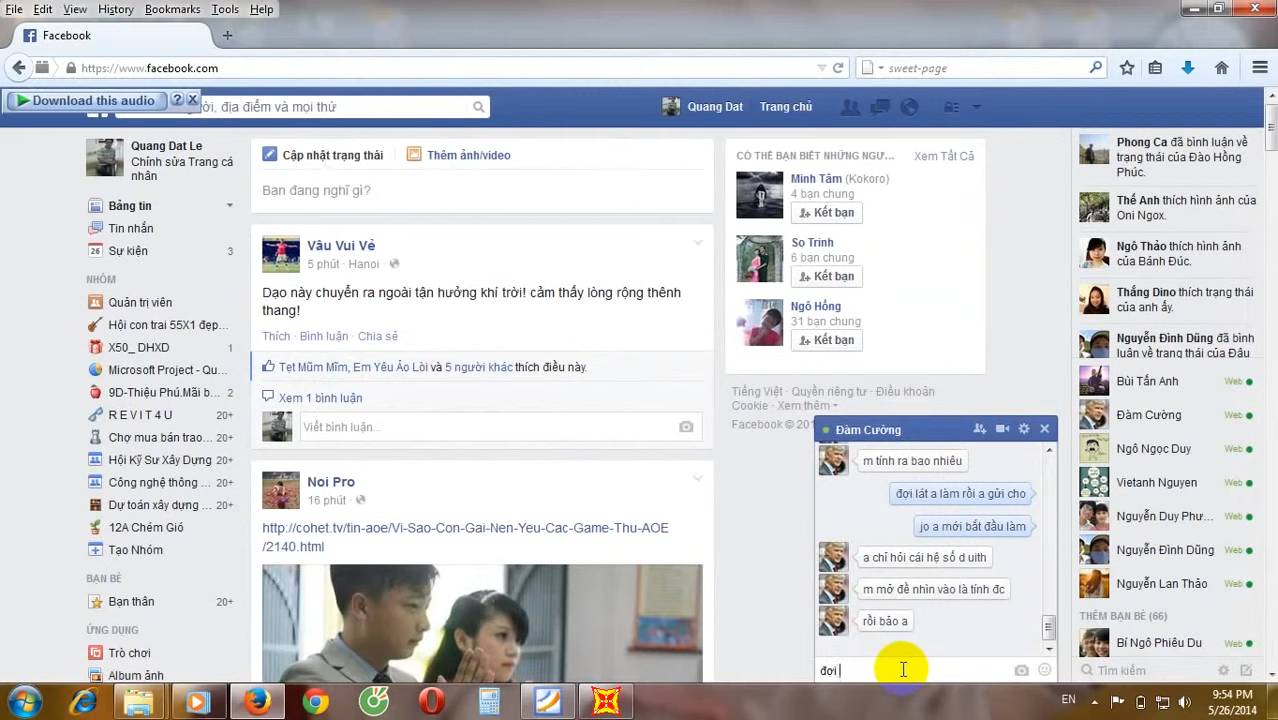 File Edit View History Bookmarks Tools Help
Facebook
https://www.facebook.com
sweet-page
Download this audio ?
địa điểm và mọi thứ
Quang Dat Trang chủ
Quang Dat Le
Chỉnh sửa Trang cá
nhân
Bảng tin
Tin nhắn
26 Sự kiện 3
NHÓM
Quản trị viên
Hội con trai 55X1 đẹp...
X50_ DHXD 1
Microsoft Project - Qu...
9D-Thiệu Phú.Mãi b... 2
R E V I T 4 U 20+
Chợ mua bán trao... 20+
Hội Kỹ Sư Xây Dựng 20+
Công nghệ thông ... 20+
Dự toán xây dựng ... 20+
12A Chém Gió 20+
Tạo Nhóm
BẠN BÈ
Bạn thân 20+
ỨNG DỤNG
Trò chơi
Album ảnh
Cập nhật trạng thái Thêm ảnh/video
Bạn đang nghĩ gì?
Vâu Vui Vẻ
5 phút · Hanoi ·
Dạo này chuyển ra ngoài tận hưởng khí trời! cảm thấy lòng rộng thênh
thang!
Thích · Bình luận · Chia sẻ
Tẹt Mũm Mĩm, Em Yêu Áo Lòi và 5 người khác thích điều này.
Xem 1 bình luận
Viết bình luận...
Noi Pro
16 phút ·
http://cohet.tv/tin-aoe/Vi-Sao-Con-Gai-Nen-Yeu-Cac-Game-Thu-AOE
/2140.html
CÓ THỂ BẠN BIẾT NHỮNG NGƯ... Xem Tất Cả
Minh Tâm (Kokoro)
4 bạn chung
Kết bạn
So Trinh
6 bạn chung
Kết bạn
Ngô Hồng
31 bạn chung
Kết bạn
Tiếng Việt · Quyền riêng tư · Điều khoản
Cookie · Xem thêm
Facebook © 201
Đàm Cường
m tính ra bao nhiêu
đợi lát a làm rồi a gửi cho
jo a mới bắt đầu làm
a chỉ hỏi cái hệ số d uith
m mở đề nhìn vào là tính đc
rồi bảo a
đơi
Phong Ca đã bình luận về
trạng thái của Đào Hồng
Phúc.
Thế Anh thích hình ảnh của
Oni Ngox.
Ngô Thảo thích hình ảnh
của Bánh Đúc.
Thắng Dino thích trạng thái
của anh ấy.
Nguyễn Đình Dũng đã bình
luận về trạng thái của Đâu
Bùi Tấn Anh Web
Đàm Cường Web
Ngô Ngọc Duy Web
Vietanh Nguyen Web
Nguyễn Duy Phư... Web
Nguyễn Đình Dũng Web
Nguyễn Lan Thảo Web
THÊM BẠN BÈ (66)
Bí Ngô Phiêu Du Web
Tìm kiếm
EN
9:54 PM
5/26/2014